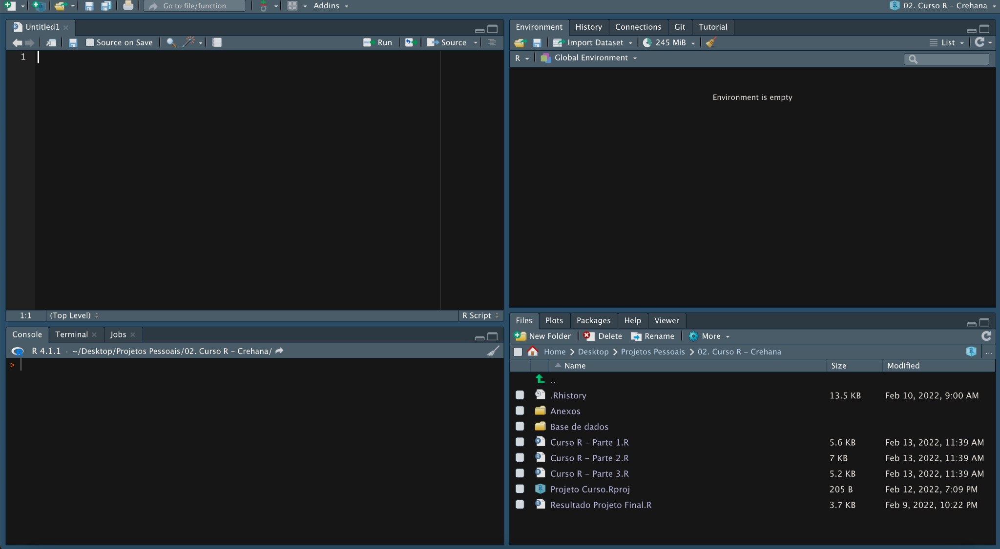 Go to file/function
Addins
02. Curso R – Crehana
Untitled1
Source on Save
Run
Source
1
1:1
(Top Level)
R Script
Console
Terminal
Jobs
R 4.1.1 · ~/Desktop/Projetos Pessoais/02. Curso R – Crehana/
>
Environment
History
Connections
Git
Tutorial
Import Dataset
245 MiB
List
R
Global Environment
Environment is empty
Files
Plots
Packages
Help
Viewer
New Folder
Delete
Rename
More
Home
Desktop
Projetos Pessoais
02. Curso R – Crehana
...
Name Size Modified
..
.Rhistory 13.5 KB Feb 10, 2022, 9:00 AM
Anexos
Base de dados
Curso R – Parte 1.R 5.6 KB Feb 13, 2022, 11:39 AM
Curso R – Parte 2.R 7 KB Feb 13, 2022, 11:39 AM
Curso R – Parte 3.R 5.2 KB Feb 13, 2022, 11:39 AM
Projeto Curso.Rproj 205 B Feb 12, 2022, 7:09 PM
Resultado Projeto Final.R 3.7 KB Feb 9, 2022, 10:22 PM